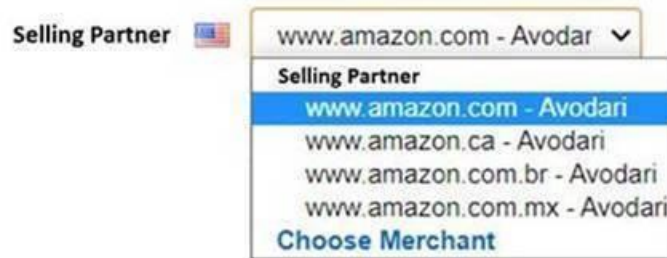 Selling Partner www.amazon.com - Avodar
Selling Partner
www.amazon.com - Avodari
www.amazon.ca - Avodari
www.amazon.com.br - Avodari
www.amazon.com.mx - Avodari
Choose Merchant